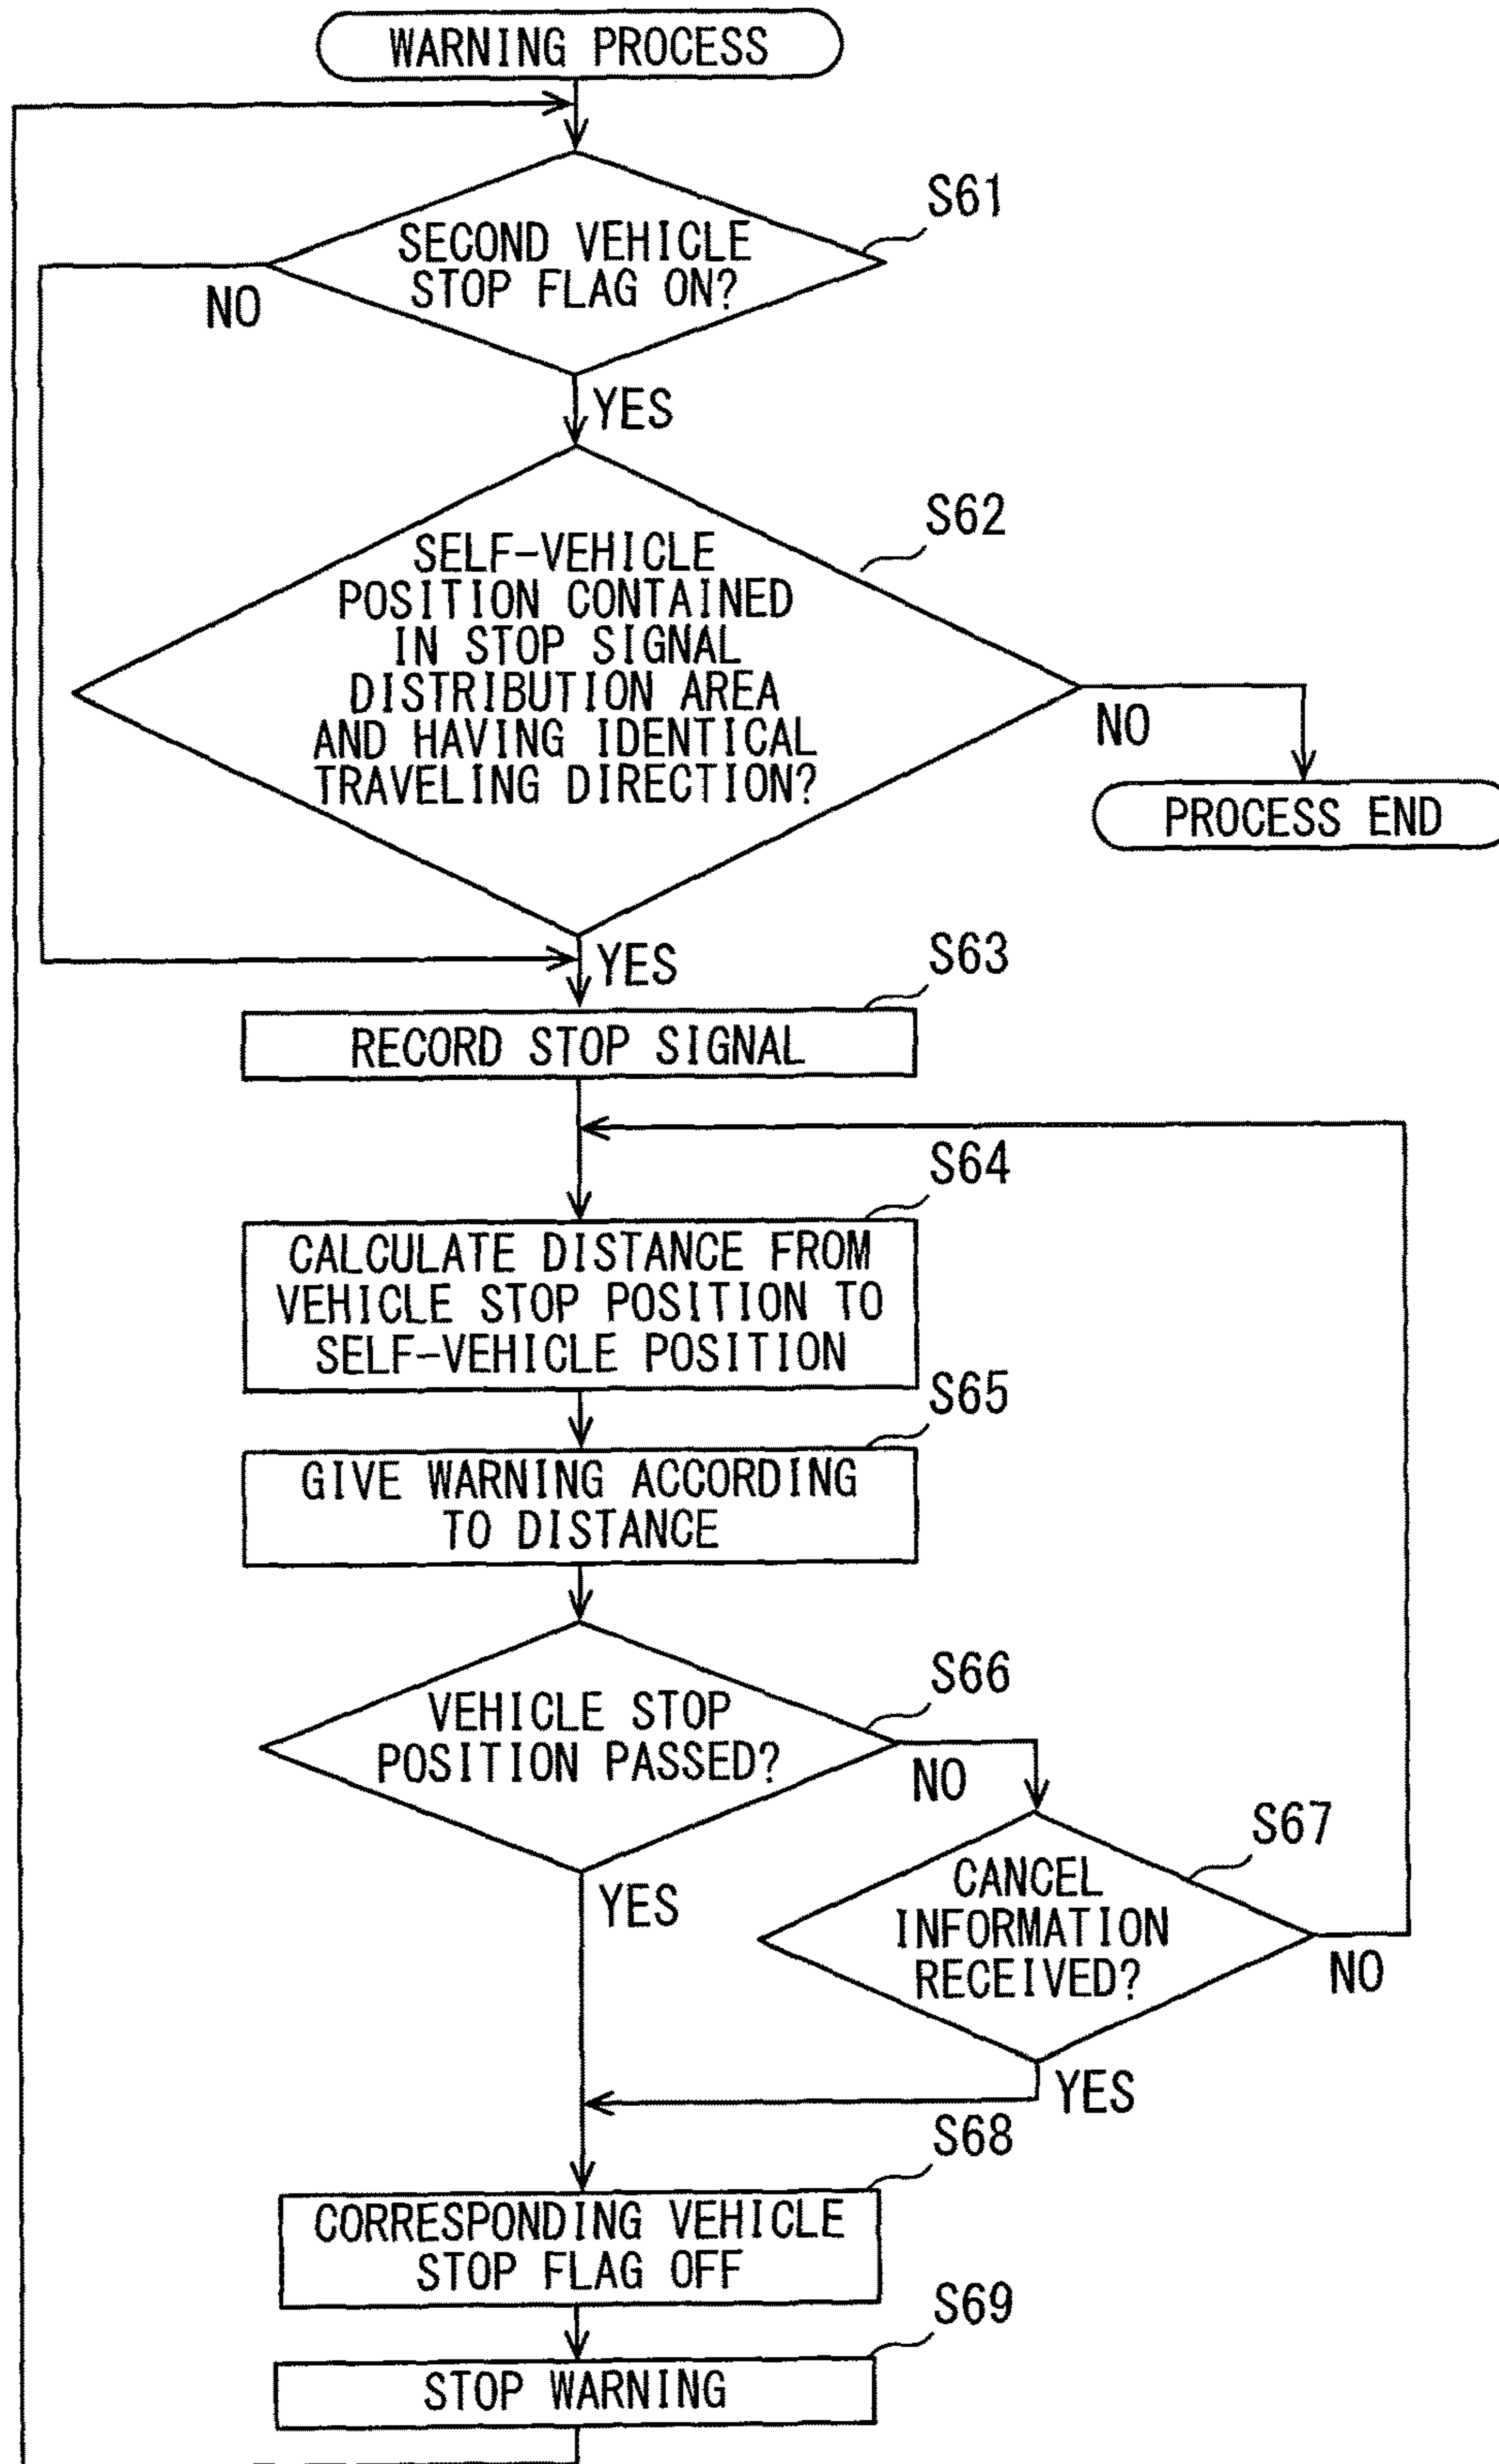 WARNING PROCESS
S61
SECOND VEHICLE
STOP FLAG ON?
NO
YES
S62
SELF-VEHICLE
POSITION CONTAINED
IN STOP SIGNAL
DISTRIBUTION AREA
AND HAVING IDENTICAL
TRAVELING DIRECTION?
NO
PROCESS END
YES
S63
RECORD STOP SIGNAL
S64
CALCULATE DISTANCE FROM
VEHICLE STOP POSITION TO
SELF-VEHICLE POSITION
S65
GIVE WARNING ACCORDING
TO DISTANCE
S66
VEHICLE STOP
POSITION PASSED?
NO
YES
S67
CANCEL
INFORMATION
RECEIVED?
NO
YES
S68
CORRESPONDING VEHICLE
STOP FLAG OFF
S69
STOP WARNING